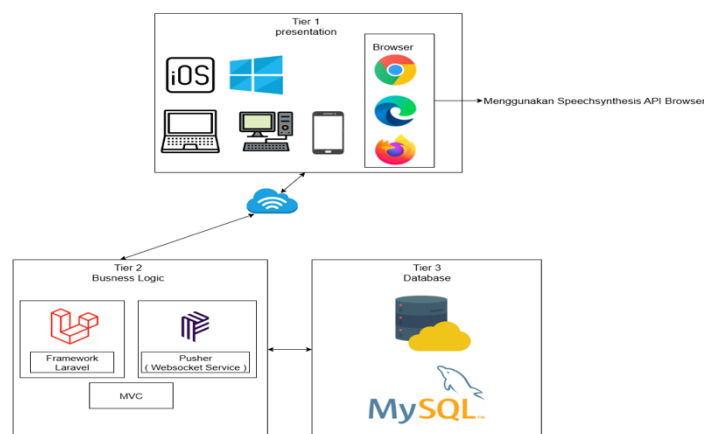 Tier 1
presentation
iOS
Browser
Menggunakan Speechsynthesis API Browser
Tier 2
Busness Logic
Framework
Laravel
Pusher
( Websocket Service )
MVC
Tier 3
Database
MySQL